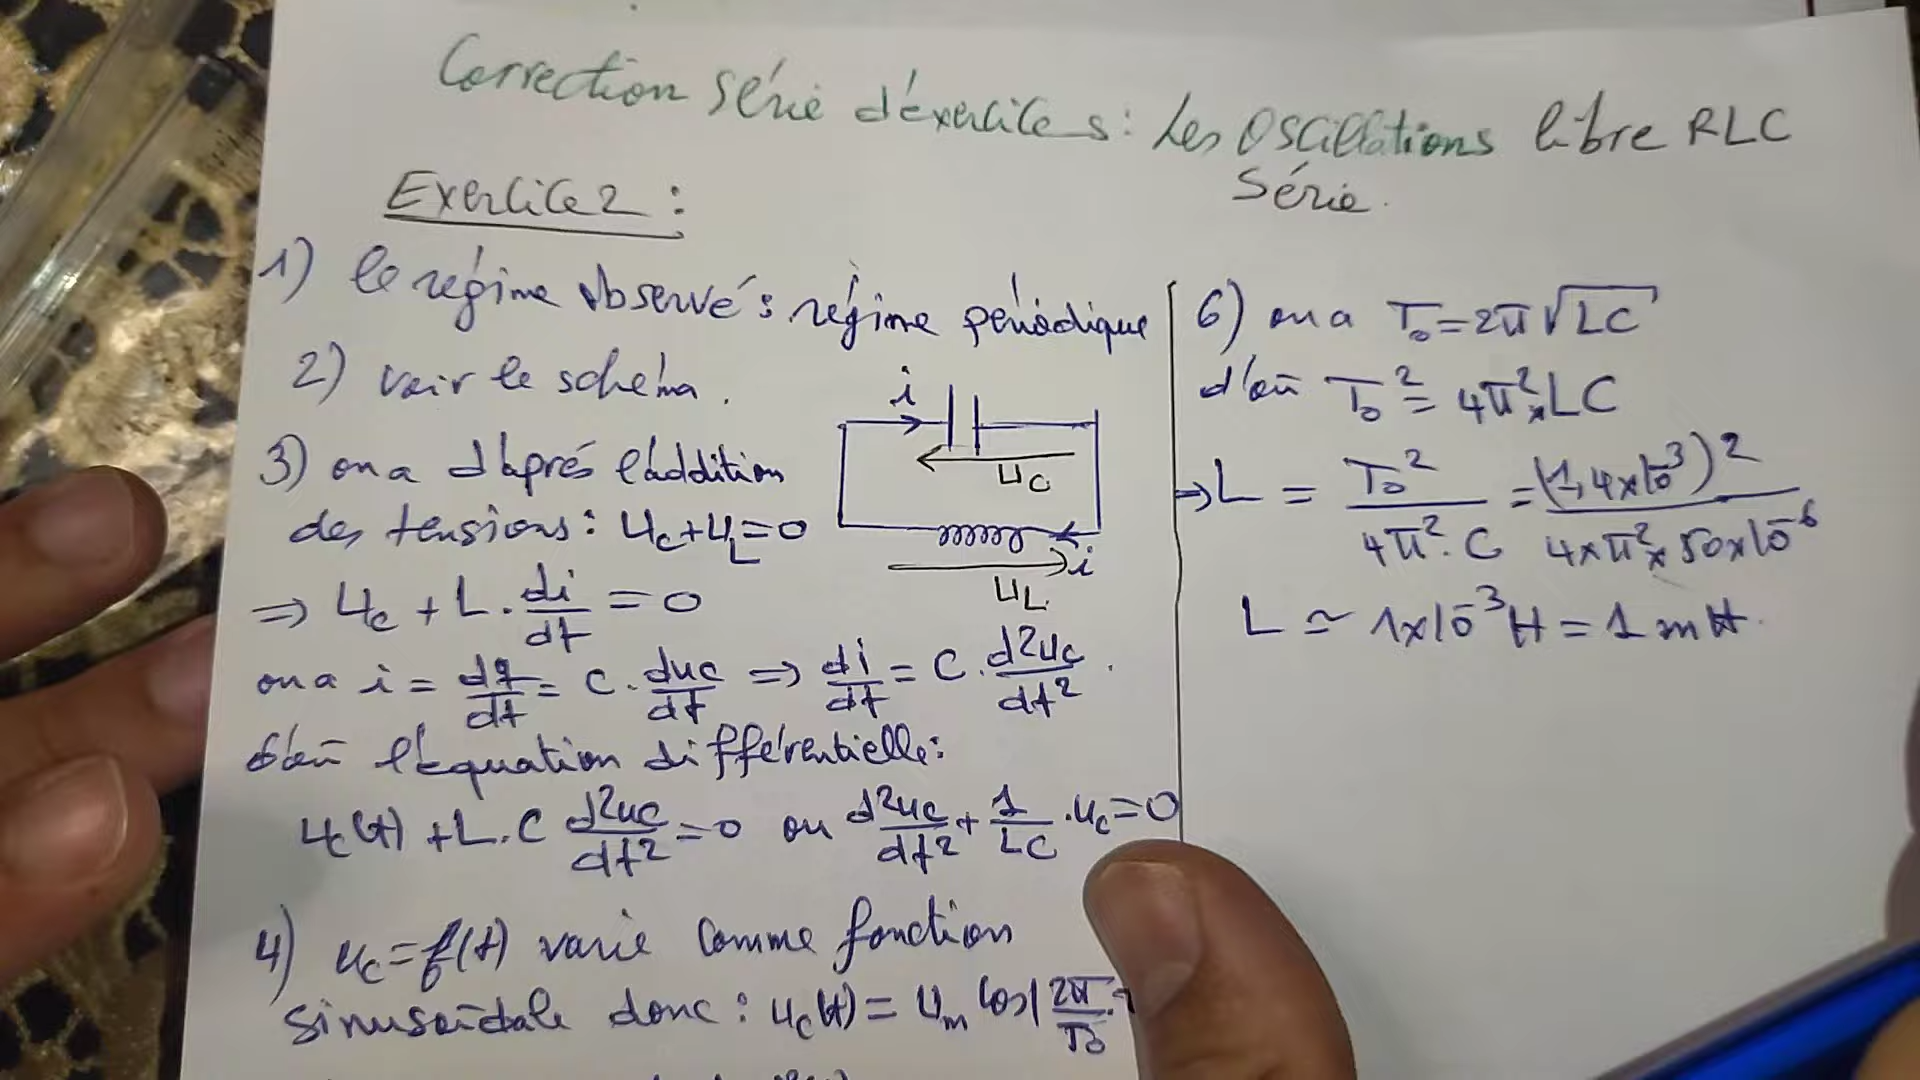 Correction série d'exercices : Les Oscillations libre RLC
Série.
Exercice 2 :
1) le régime observé : régime périodique
2) voir le schéma.
3) on a d'aprés l'addition
des tensions : uc + uL = 0
⇒ uc + L . di/dt = 0
on a i = dq/dt = C . duc/dt ⇒ di/dt = C . d²uc/dt² .
d'où l'équation différentielle :
uc(t) + L.C d²uc/dt² = 0 ou d²uc/dt² + 1/LC . uc = 0
4) uc = f(t) varie comme fonction
sinusoïdale donc : uc(t) = um cos( 2π/T0 .
i
uc
i
uL
6) on a T0 = 2π√LC
d'où T0² = 4π² × LC
⇒ L = T0² / 4π² . C = (1,4×10⁻³)² / 4×π²×50×10⁻⁶
L ≃ 1×10⁻³ H = 1 mH.